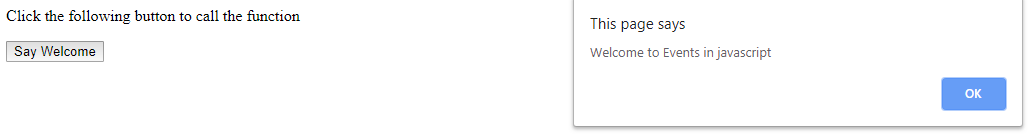 Click the following button to call the function
Say Welcome
This page says
Welcome to Events in javascript
OK